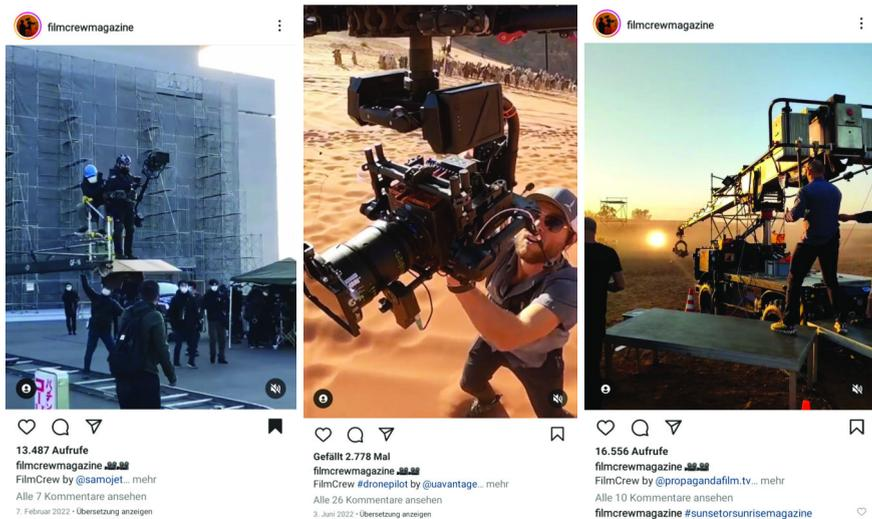 filmcrewmagazine
13.487 Aufrufe
filmcrewmagazine 🎥🎥
FilmCrew by @samojet... mehr
Alle 7 Kommentare ansehen
7. Februar 2022 • Übersetzung anzeigen
Gefällt 2.778 Mal
filmcrewmagazine 🎥🎥
FilmCrew #dronepilot by @uavantage... mehr
Alle 26 Kommentare ansehen
3. Juni 2022 • Übersetzung anzeigen
filmcrewmagazine
16.556 Aufrufe
filmcrewmagazine 🎥🎥
FilmCrew by @propagandafilm.tv... mehr
Alle 10 Kommentare ansehen
filmcrewmagazine #sunsetorsunrisemagazine